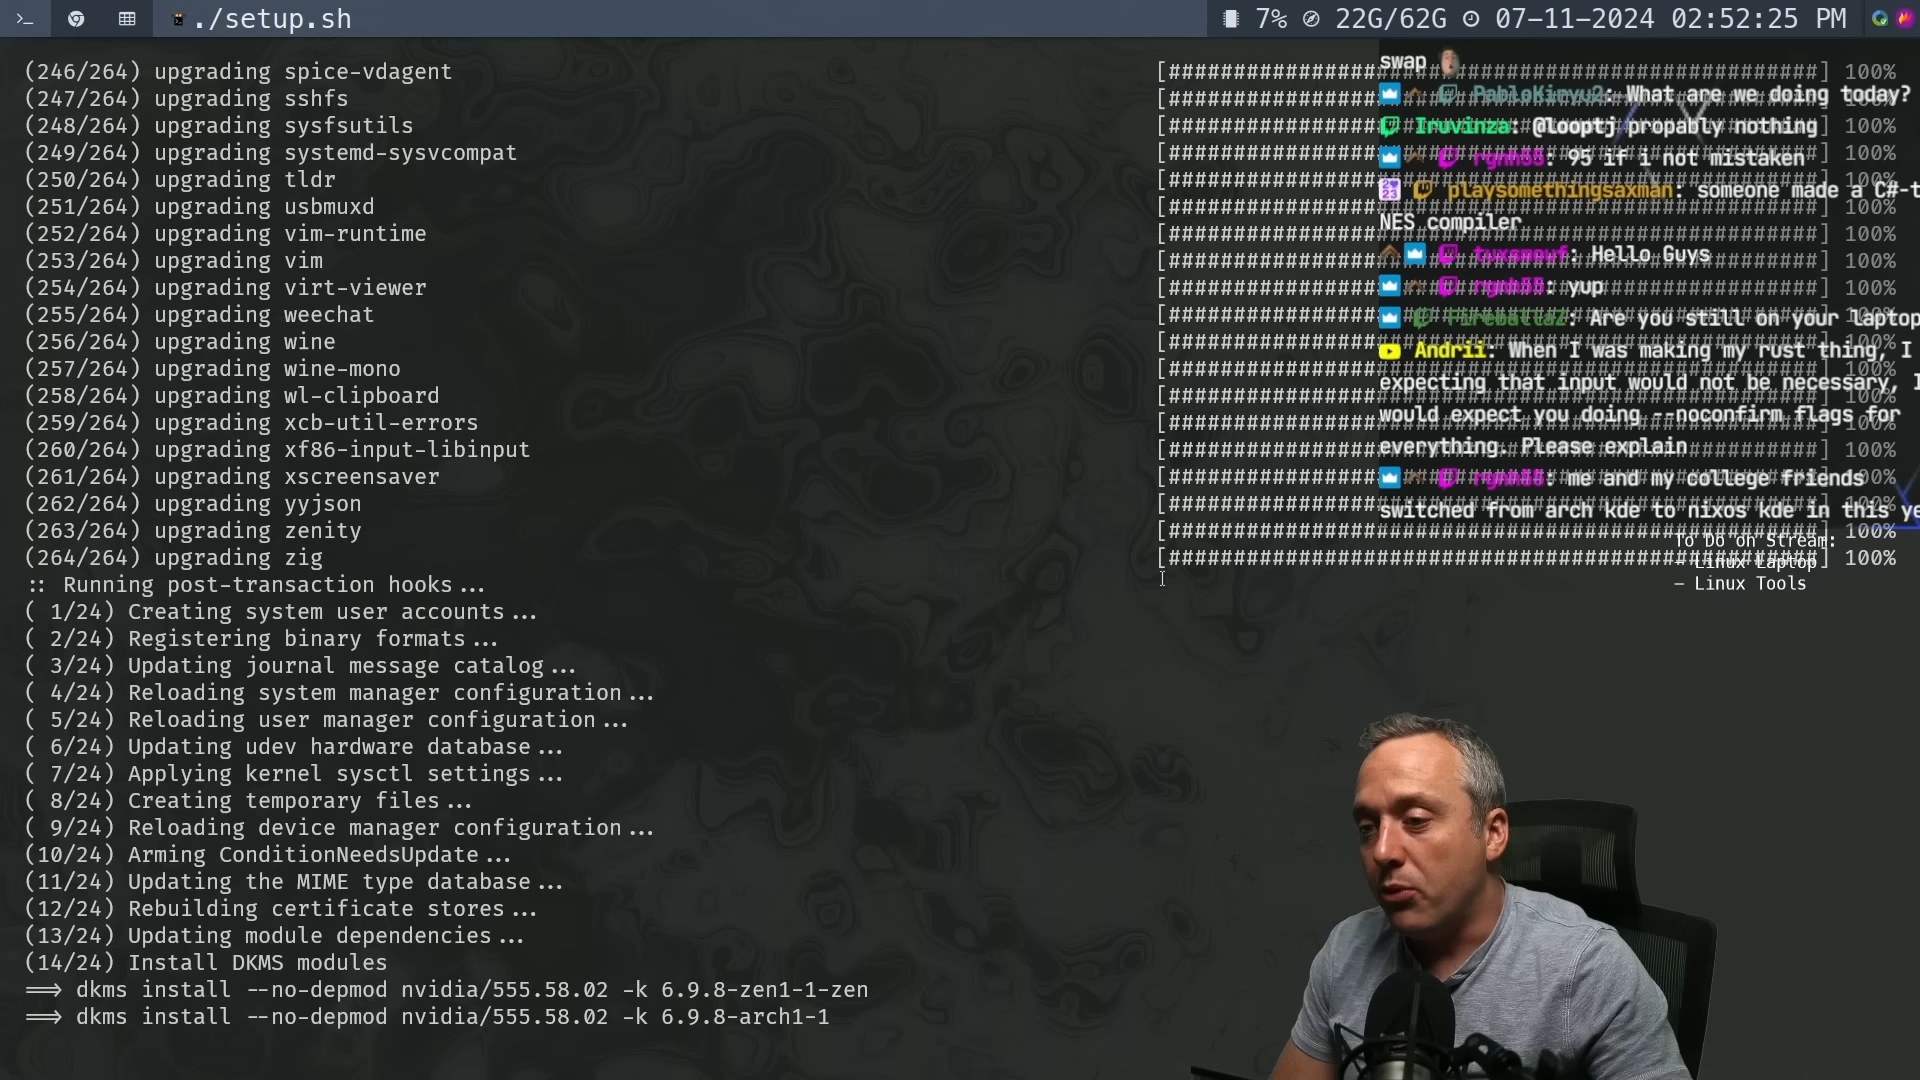 ./setup.sh
7% 22G/62G 07-11-2024 02:52:25 PM
(246/264) upgrading spice-vdagent [##################################################] 100%
(247/264) upgrading sshfs
(248/264) upgrading sysfsutils
(249/264) upgrading systemd-sysvcompat
(250/264) upgrading tldr
(251/264) upgrading usbmuxd
(252/264) upgrading vim-runtime
(253/264) upgrading vim
(254/264) upgrading virt-viewer
(255/264) upgrading weechat
(256/264) upgrading wine
(257/264) upgrading wine-mono
(258/264) upgrading wl-clipboard
(259/264) upgrading xcb-util-errors
(260/264) upgrading xf86-input-libinput
(261/264) upgrading xscreensaver
(262/264) upgrading yyjson
(263/264) upgrading zenity
(264/264) upgrading zig
:: Running post-transaction hooks...
( 1/24) Creating system user accounts...
( 2/24) Registering binary formats...
( 3/24) Updating journal message catalog...
( 4/24) Reloading system manager configuration...
( 5/24) Reloading user manager configuration...
( 6/24) Updating udev hardware database...
( 7/24) Applying kernel sysctl settings...
( 8/24) Creating temporary files...
( 9/24) Reloading device manager configuration...
(10/24) Arming ConditionNeedsUpdate...
(11/24) Updating the MIME type database...
(12/24) Rebuilding certificate stores...
(13/24) Updating module dependencies...
(14/24) Install DKMS modules
==> dkms install --no-depmod nvidia/555.58.02 -k 6.9.8-zen1-1-zen
==> dkms install --no-depmod nvidia/555.58.02 -k 6.9.8-arch1-1
swap
PabloKiryu2: What are we doing today?
Iruvinza: @looptj propably nothing
rgnh55: 95 if i not mistaken
playsomethingsaxman: someone made a C#-t
NES compiler
tuxsmouf: Hello Guys
rgnh55: yup
: Are you still on your laptop
Andrii: When I was making my rust thing, I
expecting that input would not be necessary, I
would expect you doing --noconfirm flags for
everything. Please explain
rgnh55: me and my college friends
switched from arch kde to nixos kde in this ye
To Do on Stream:
- Linux Laptop
- Linux Tools